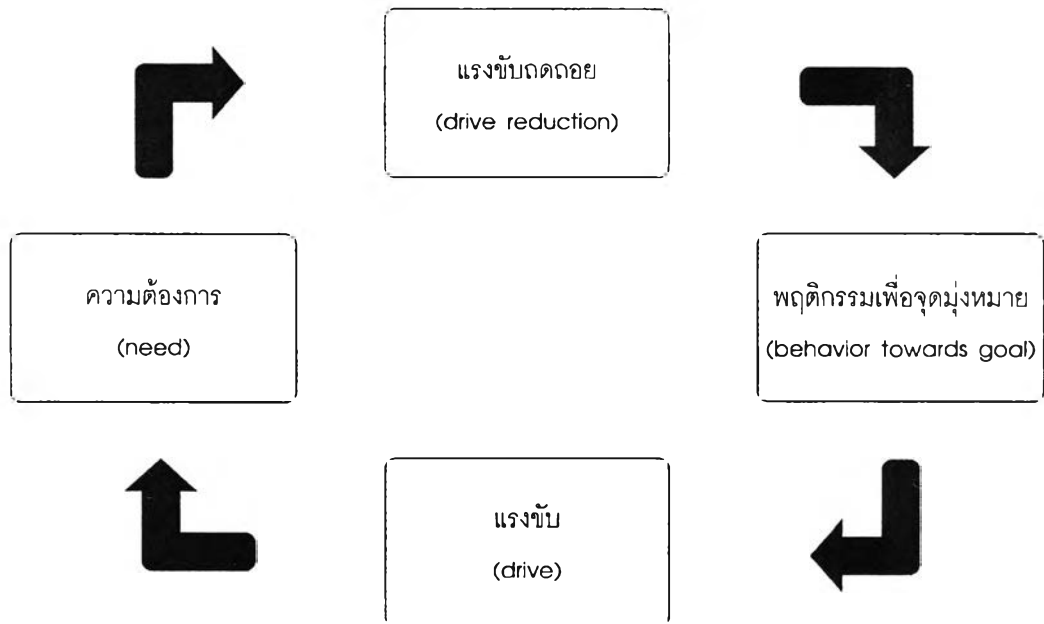 แรงขับถดถอย
(drive reduction)
ความต้องการ
(need)
พฤติกรรมเพื่อจุดมุ่งหมาย
(behavior towards goal)
แรงขับ
(drive)